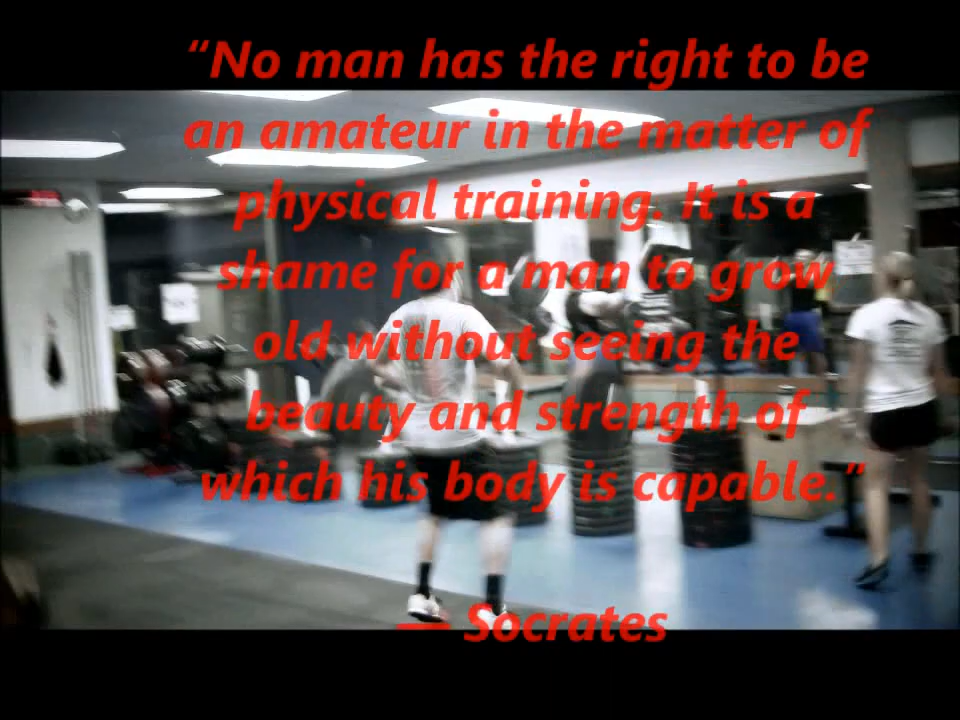 “No man has the right to be
an amateur in the matter of
physical training. It is a
shame for a man to grow
old without seeing the
beauty and strength of
which his body is capable.”
― Socrates